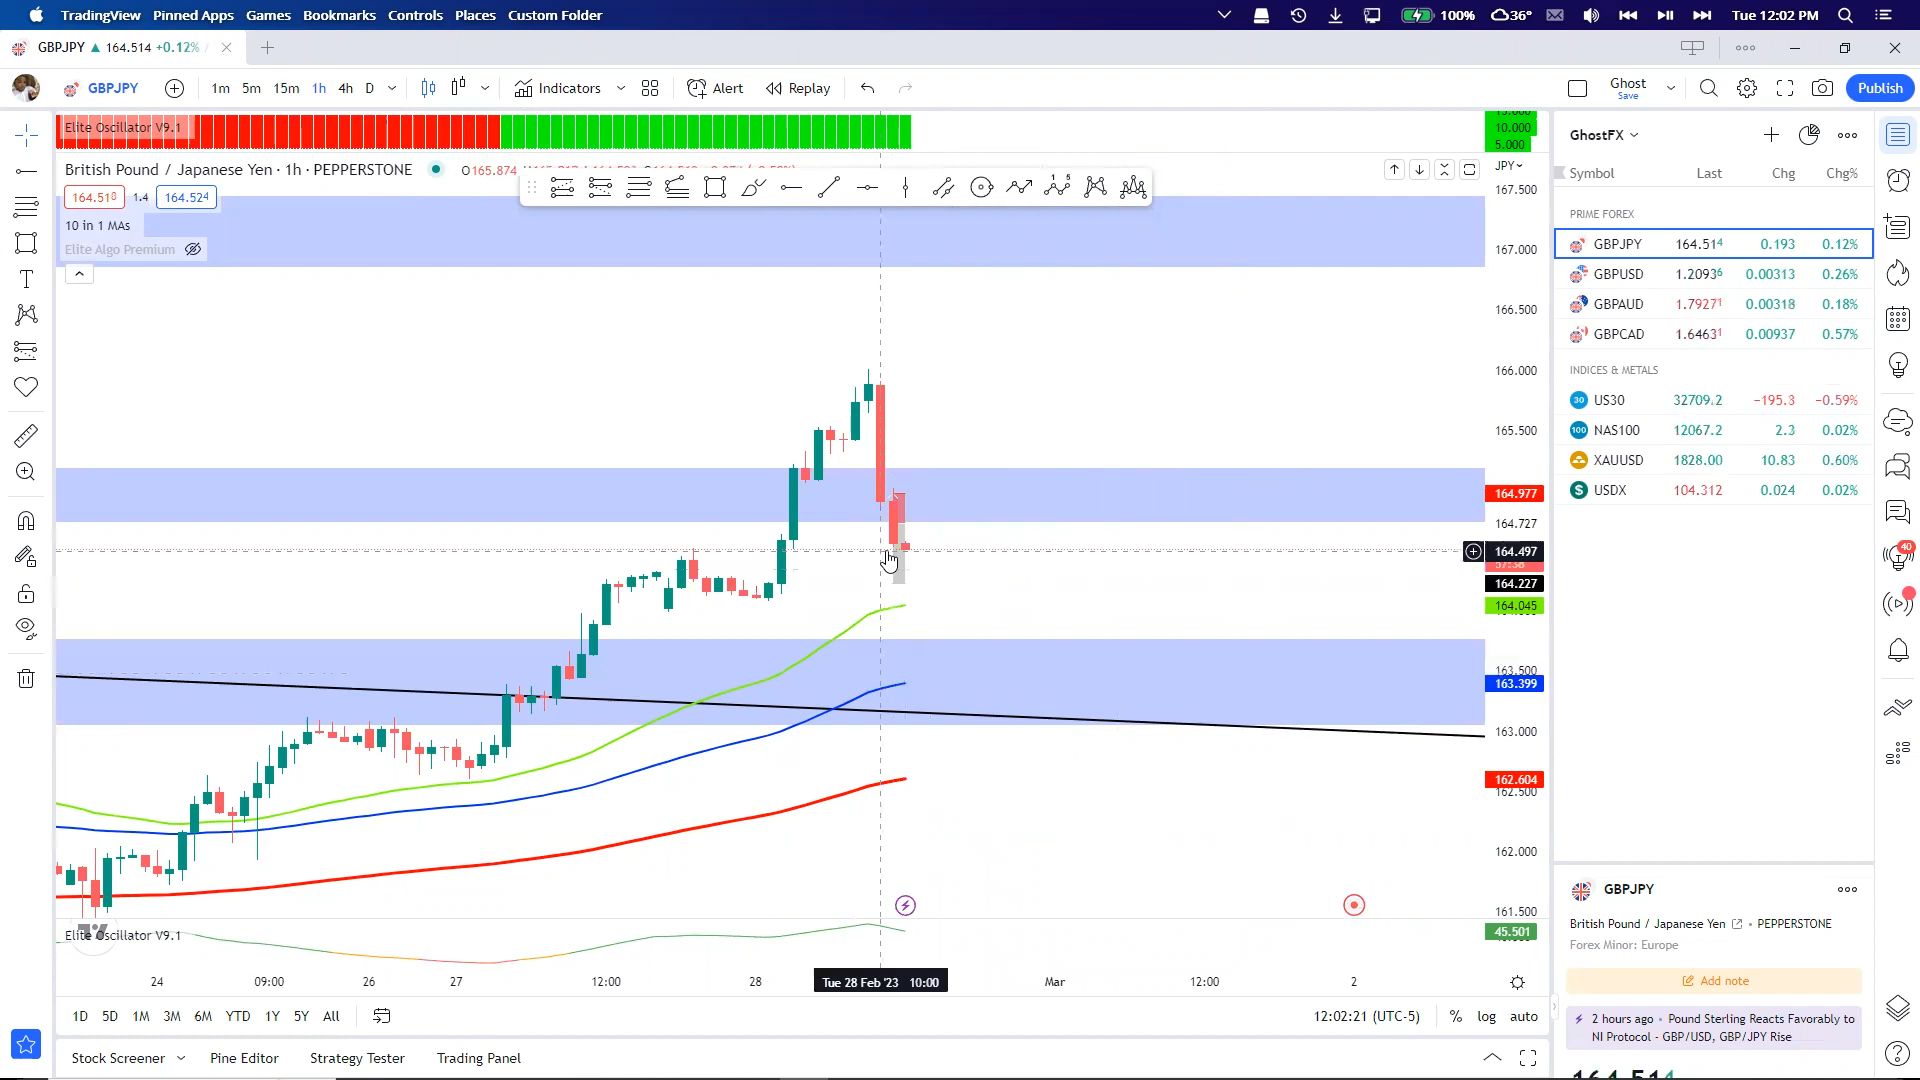 TradingView Pinned Apps Games Bookmarks Controls Places Custom Folder 100% 36° Tue 12:02 PM
GBPJPY ▲ 164.514 +0.12% /
GBPJPY 1m 5m 15m 1h 4h D Indicators Alert Replay Ghost Save Publish
Elite Oscillator V9.1
10.000
5.000
British Pound / Japanese Yen · 1h · PEPPERSTONE O165.874
JPY
164.510 1.4 164.524
10 in 1 MAs
Elite Algo Premium
167.500
167.000
166.500
166.000
165.500
164.977
164.727
164.497
57:38
164.227
164.045
163.500
163.399
163.000
162.604
162.500
162.000
161.500
Elite Oscillator V9.1
45.501
24 09:00 26 27 12:00 28 Tue 28 Feb '23 10:00 Mar 12:00 2
1D 5D 1M 3M 6M YTD 1Y 5Y All 12:02:21 (UTC-5) % log auto
Stock Screener Pine Editor Strategy Tester Trading Panel
GhostFX
Symbol Last Chg Chg%
PRIME FOREX
GBPJPY 164.514 0.193 0.12%
GBPUSD 1.20936 0.00313 0.26%
GBPAUD 1.79271 0.00318 0.18%
GBPCAD 1.64631 0.00937 0.57%
INDICES & METALS
30 US30 32709.2 −195.3 −0.59%
100 NAS100 12067.2 2.3 0.02%
XAUUSD 1828.00 10.83 0.60%
$ USDX 104.312 0.024 0.02%
40
GBPJPY
British Pound / Japanese Yen • PEPPERSTONE
Forex Minor: Europe
Add note
2 hours ago • Pound Sterling Reacts Favorably to
NI Protocol - GBP/USD, GBP/JPY Rise
164.514